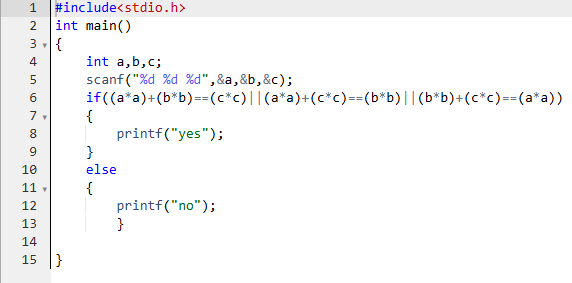 1 #include<stdio.h>
2 int main()
3 {
4 int a,b,c;
5 scanf("%d %d %d",&a,&b,&c);
6 if((a*a)+(b*b)==(c*c)||(a*a)+(c*c)==(b*b)||(b*b)+(c*c)==(a*a))
7 {
8 printf("yes");
9 }
10 else
11 {
12 printf("no");
13 }
14
15 }